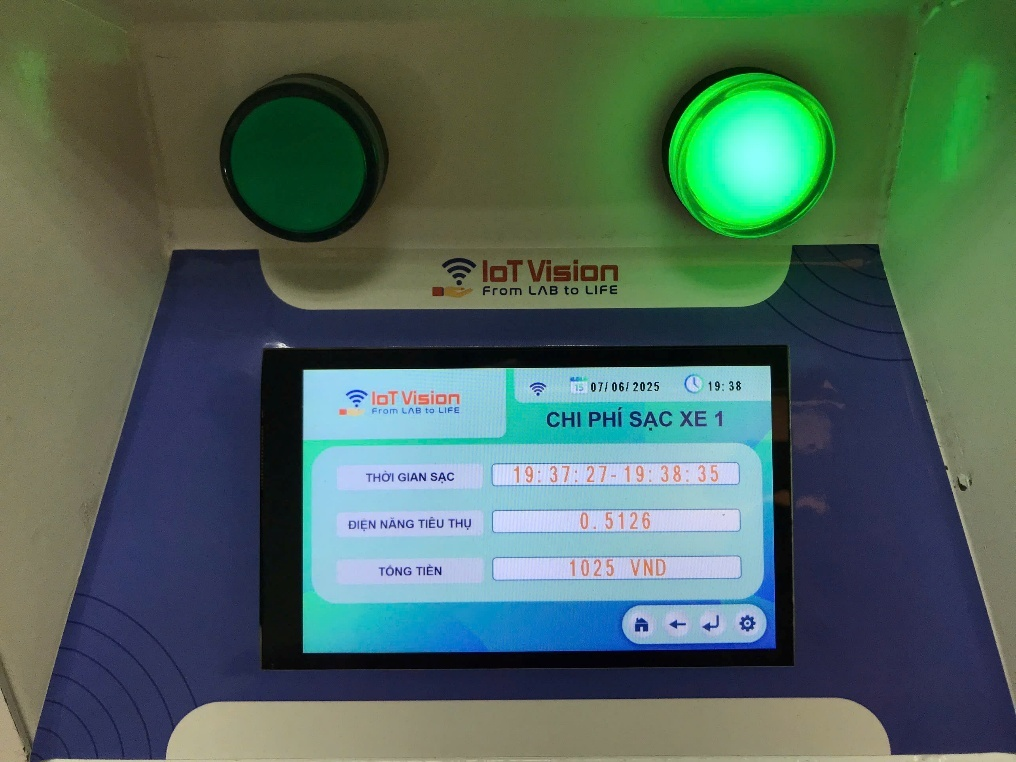 IoT Vision
From LAB to LIFE
IoT Vision
From LAB to LIFE
15 07/06/2025 19:38
CHI PHÍ SẠC XE 1
THỜI GIAN SẠC 19:37:27-19:38:35
ĐIỆN NĂNG TIÊU THỤ 0.5126
TỔNG TIỀN 1025 VND